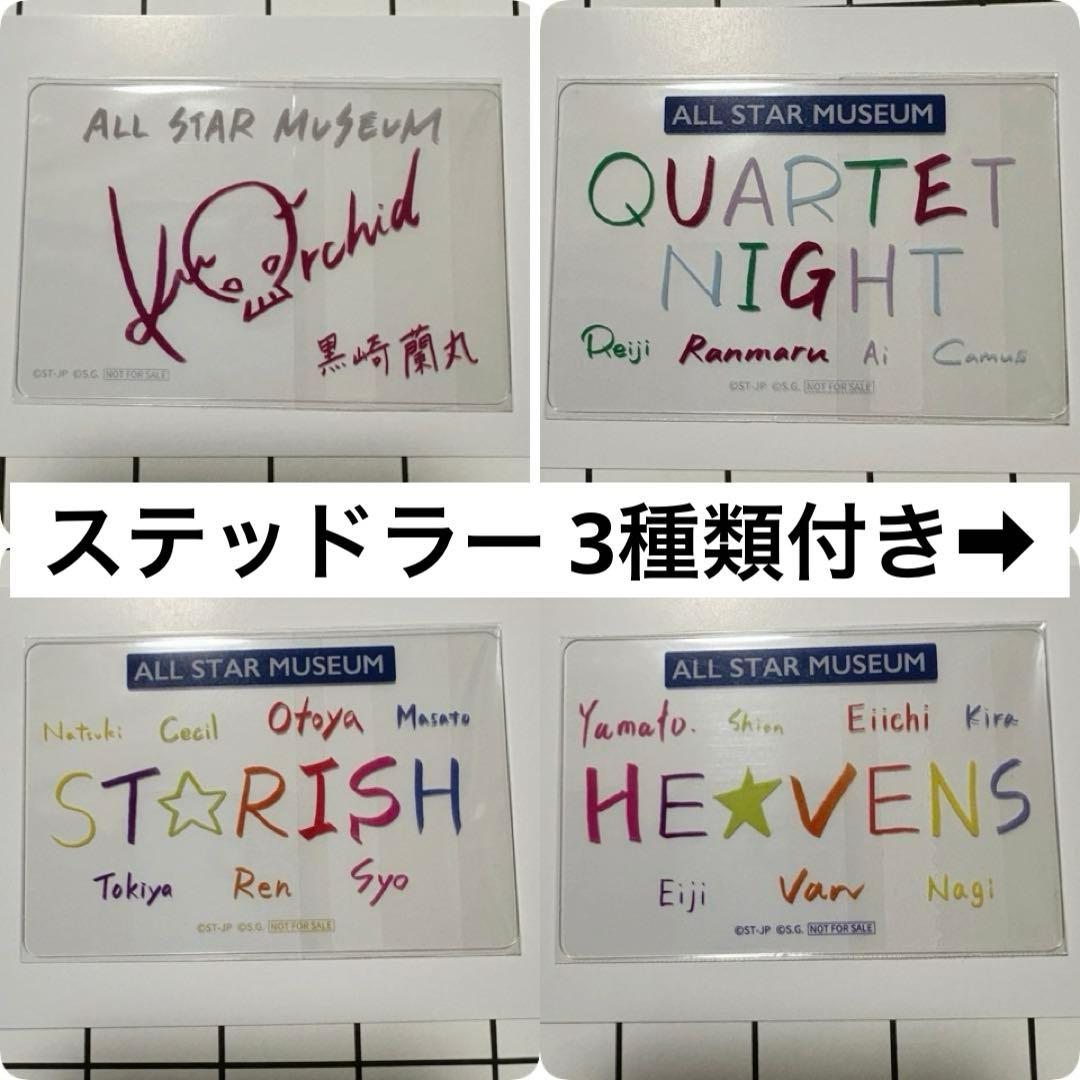 ALL STAR MUSEUM
Orchid
黒崎蘭丸
©ST-JP ©S.G. NOT FOR SALE
ALL STAR MUSEUM
QUARTET
NIGHT
Reiji Ranmaru Ai Camus
©ST-JP ©S.G. NOT FOR SALE
ステッドラー 3種類付き➡
ALL STAR MUSEUM
Natsuki Cecil Otoya Masato
ST☆RISH
Tokiya Ren Syo
©ST-JP ©S.G. NOT FOR SALE
ALL STAR MUSEUM
Yamato. Shion Eiichi Kira
HE★VENS
Eiji Van Nagi
©ST-JP ©S.G. NOT FOR SALE